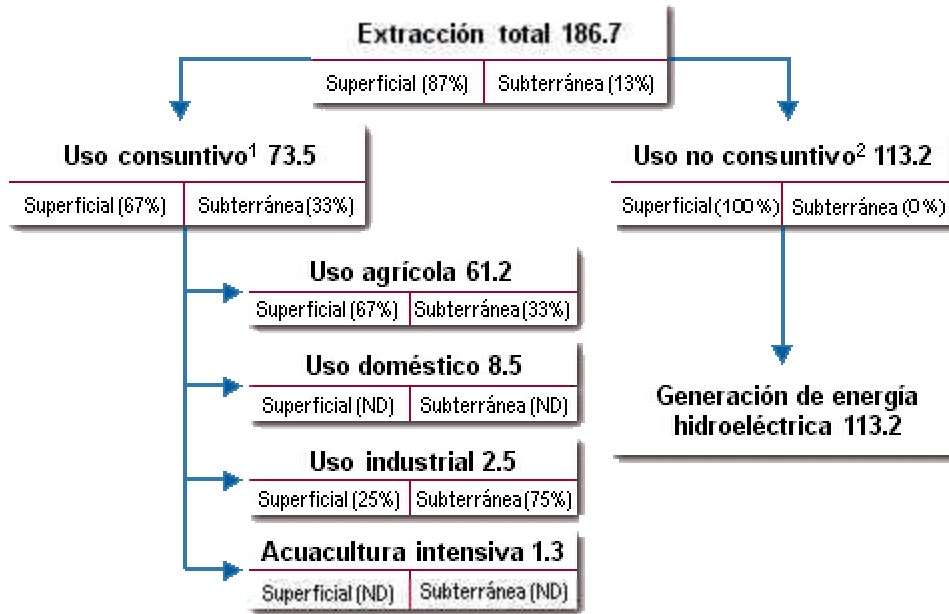 Extracción total 186.7
Superficial (87%) Subterránea (13%)
Uso consuntivo¹ 73.5
Superficial (67%) Subterránea (33%)
Uso no consuntivo² 113.2
Superficial (100%) Subterránea (0%)
Uso agrícola 61.2
Superficial (67%) Subterránea (33%)
Uso doméstico 8.5
Superficial (ND) Subterránea (ND)
Uso industrial 2.5
Superficial (25%) Subterránea (75%)
Acuacultura intensiva 1.3
Superficial (ND) Subterránea (ND)
Generación de energía
hidroeléctrica 113.2